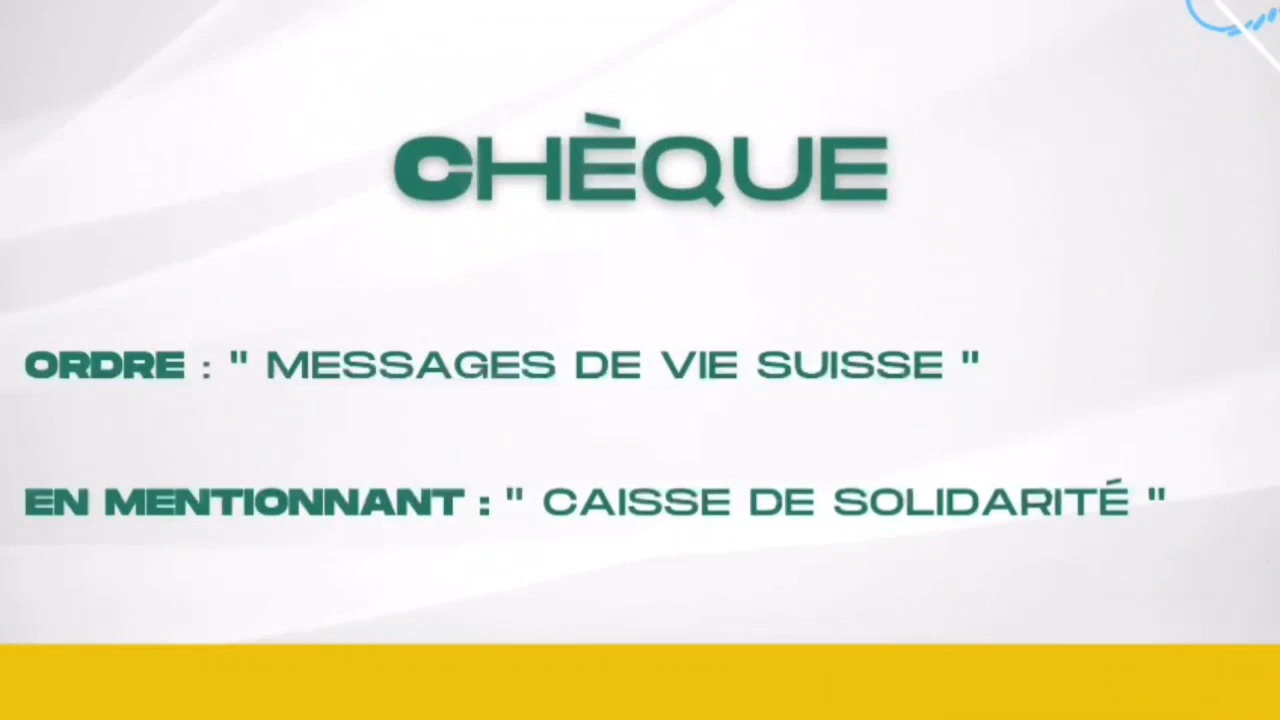 CHÈQUE
ORDRE : " MESSAGES DE VIE SUISSE "
EN MENTIONNANT : " CAISSE DE SOLIDARITÉ "